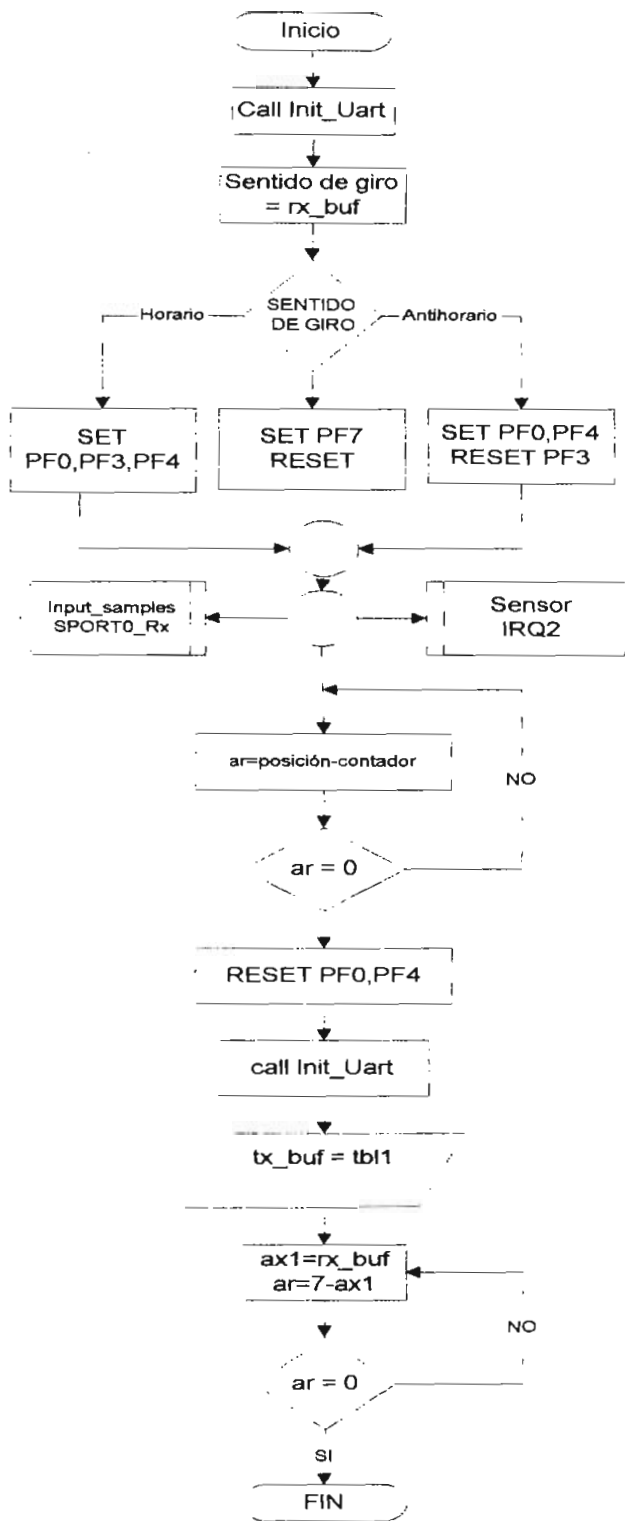 Inicio
Call Init_Uart
Sentido de giro
= rx_buf
SENTIDO
DE GIRO
Horario
Antihorario
SET
PF0,PF3,PF4
SET PF7
RESET
SET PF0,PF4
RESET PF3
Input_samples
SPORT0_Rx
Sensor
IRQ2
ar=posición-contador
NO
ar = 0
RESET PF0,PF4
call Init_Uart
tx_buf = tbl1
ax1=rx_buf
ar=7-ax1
NO
ar = 0
SI
FIN